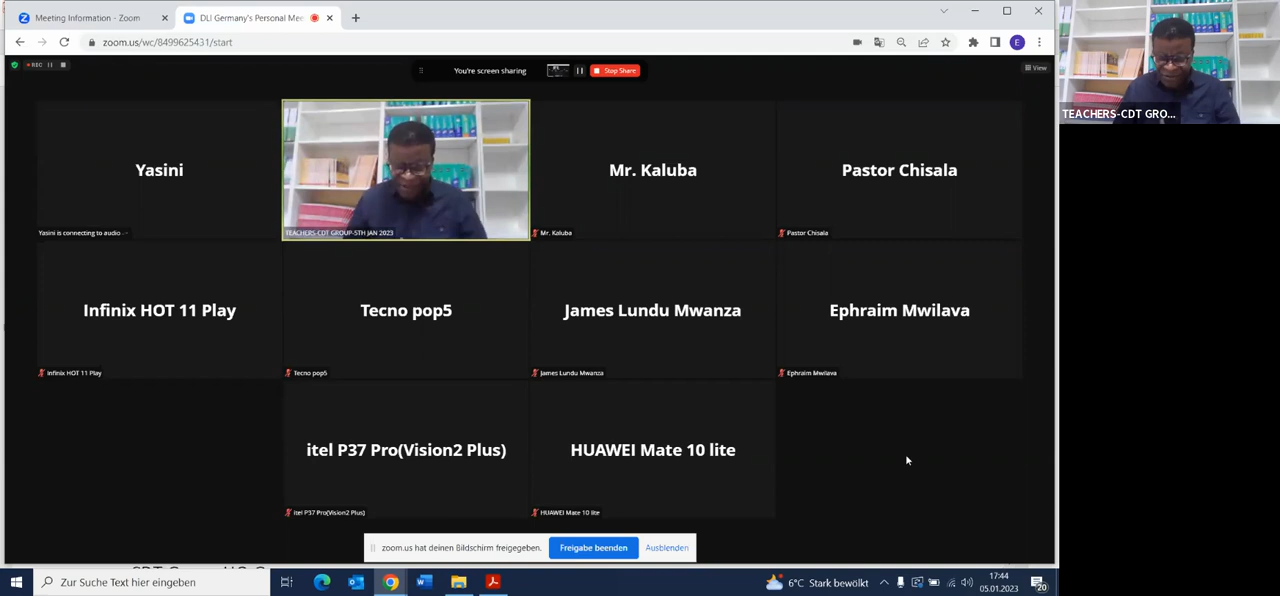 Meeting Information - Zoom
DLI Germany's Personal Mee
zoom.us/wc/8499625431/start
E
REC
You're screen sharing
Stop Share
View
TEACHERS-CDT GRO...
Yasini
Mr. Kaluba
Pastor Chisala
Yasini is connecting to audio
TEACHERS-CDT GROUP-5TH JAN 2023
Mr. Kaluba
Pastor Chisala
Infinix HOT 11 Play
Tecno pop5
James Lundu Mwanza
Ephraim Mwilava
Infinix HOT 11 Play
Tecno pop5
James Lundu Mwanza
Ephraim Mwilava
itel P37 Pro(Vision2 Plus)
HUAWEI Mate 10 lite
itel P37 Pro(Vision2 Plus)
HUAWEI Mate 10 lite
zoom.us hat deinen Bildschirm freigegeben.
Freigabe beenden
Ausblenden
Zur Suche Text hier eingeben
6°C Stark bewölkt
17:44
05.01.2023
20